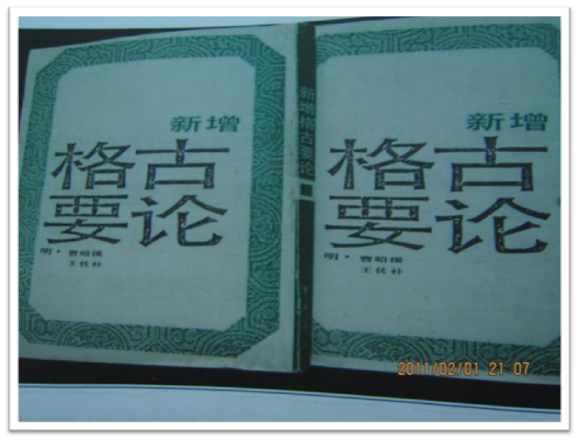 新增
格古
要论
明·曹昭撰
王佐补
新增格古要论
新增
格古
要论
明·曹昭撰
王佐补
2011/02/01 21:07